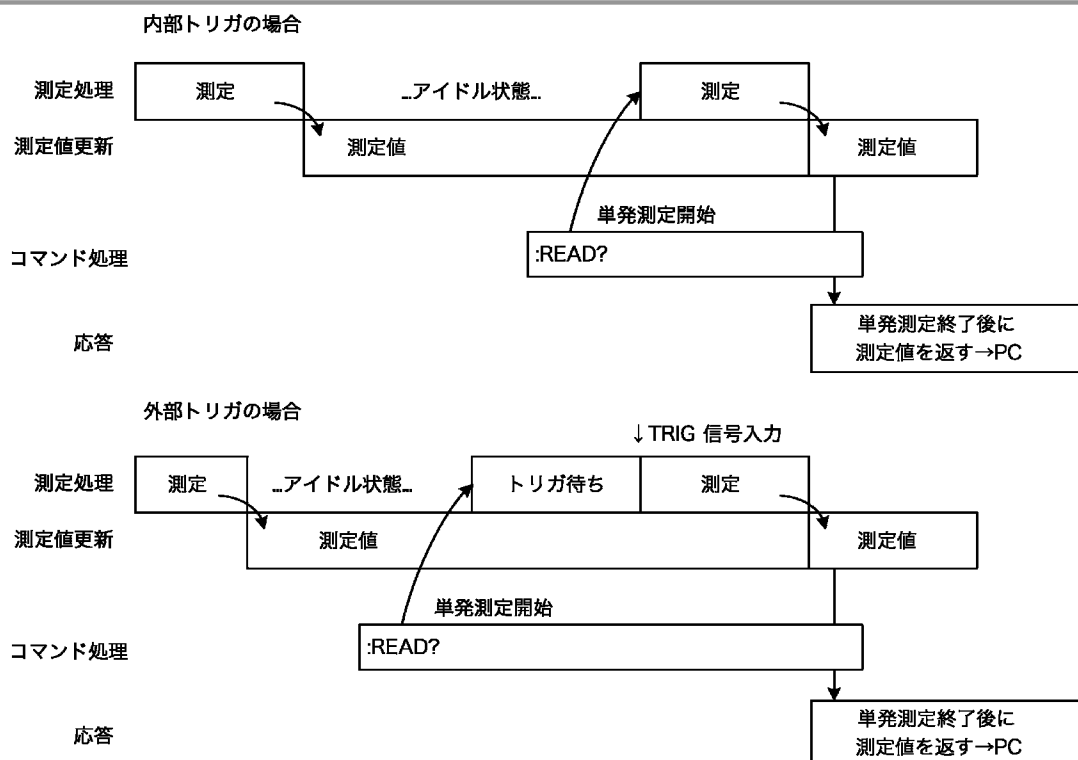 内部トリガの場合
測定処理
測定
...アイドル状態...
測定
測定値更新
測定値
測定値
単発測定開始
コマンド処理
:READ?
応答
単発測定終了後に
測定値を返す→PC
外部トリガの場合
↓TRIG 信号入力
測定処理
測定
...アイドル状態...
トリガ待ち
測定
測定値更新
測定値
測定値
単発測定開始
コマンド処理
:READ?
応答
単発測定終了後に
測定値を返す→PC